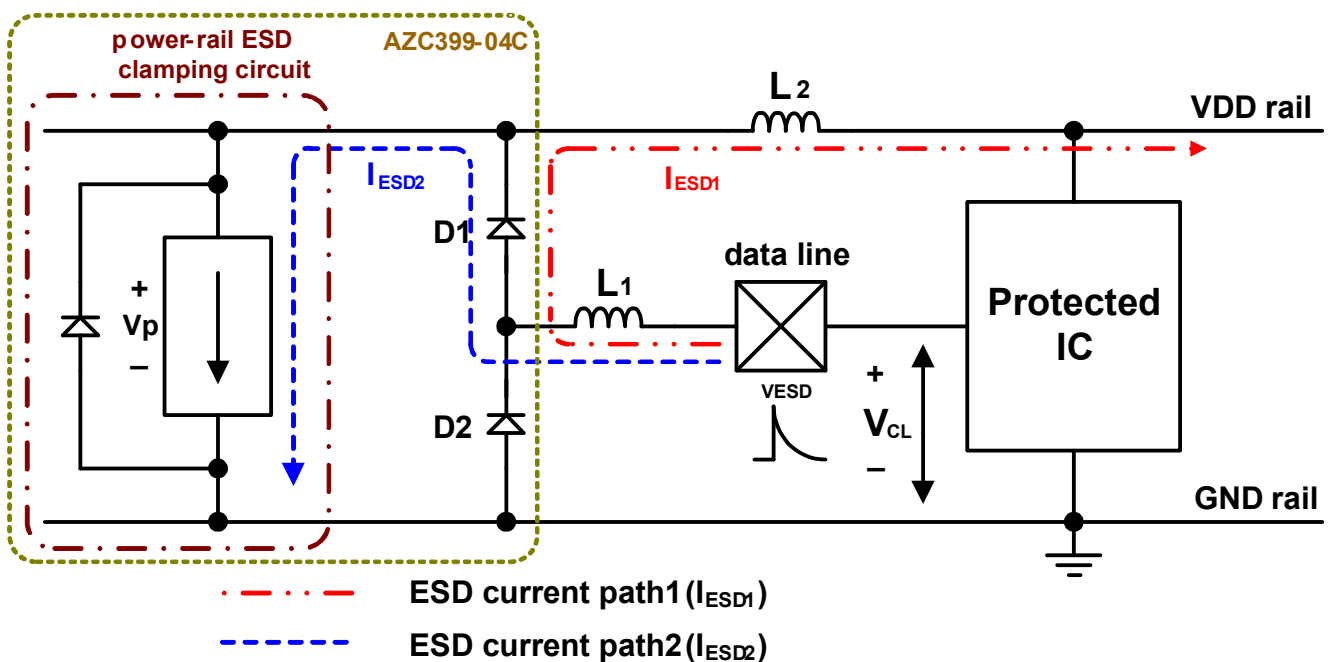 power-rail ESD
clamping circuit
AZC399-04C
L2
VDD rail
IESD2
IESD1
D1
data line
L1
+
Vp
–
Protected
IC
VESD
D2
+
VCL
–
GND rail
ESD current path1(IESD1)
ESD current path2(IESD2)